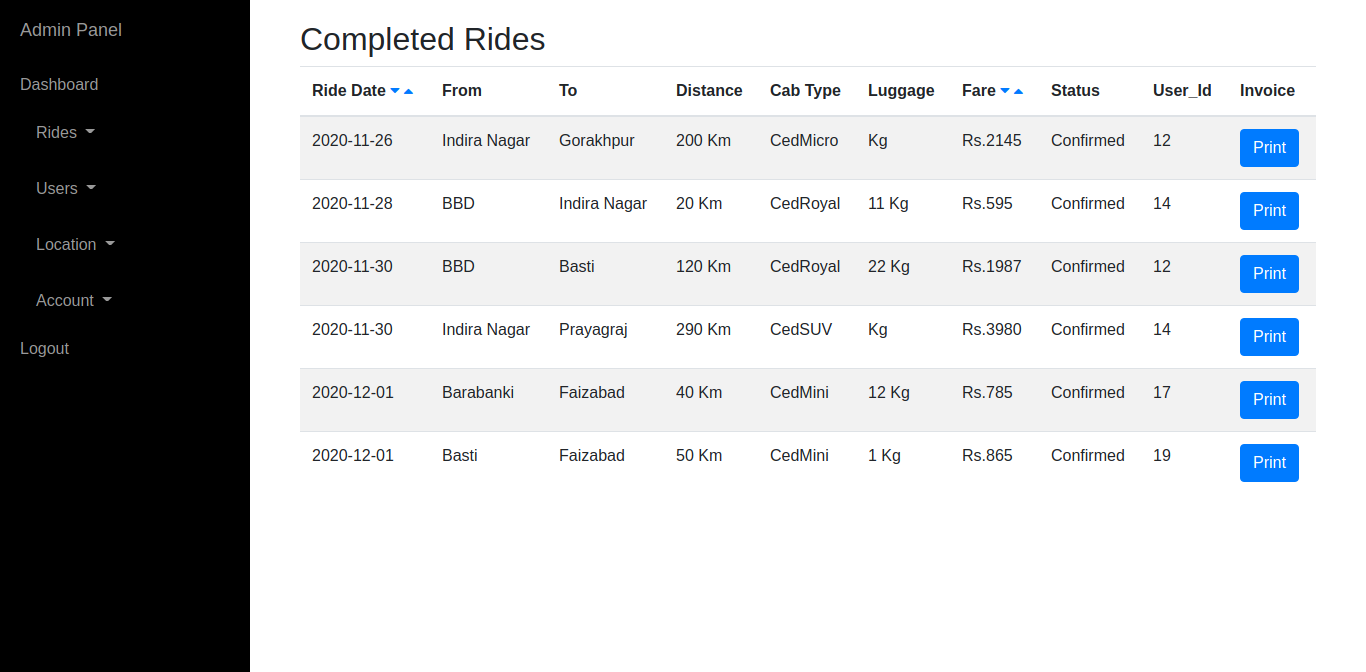 Admin Panel
Dashboard
Rides
Users
Location
Account
Logout
Completed Rides
Ride Date From To Distance Cab Type Luggage Fare Status User_Id Invoice
2020-11-26 Indira Nagar Gorakhpur 200 Km CedMicro Kg Rs.2145 Confirmed 12 Print
2020-11-28 BBD Indira Nagar 20 Km CedRoyal 11 Kg Rs.595 Confirmed 14 Print
2020-11-30 BBD Basti 120 Km CedRoyal 22 Kg Rs.1987 Confirmed 12 Print
2020-11-30 Indira Nagar Prayagraj 290 Km CedSUV Kg Rs.3980 Confirmed 14 Print
2020-12-01 Barabanki Faizabad 40 Km CedMini 12 Kg Rs.785 Confirmed 17 Print
2020-12-01 Basti Faizabad 50 Km CedMini 1 Kg Rs.865 Confirmed 19 Print